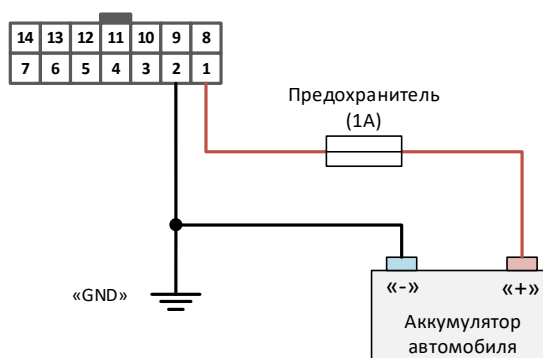 14 13 12 11 10 9 8
7 6 5 4 3 2 1
Предохранитель
(1А)
«GND»
«-» «+»
Аккумулятор
автомобиля